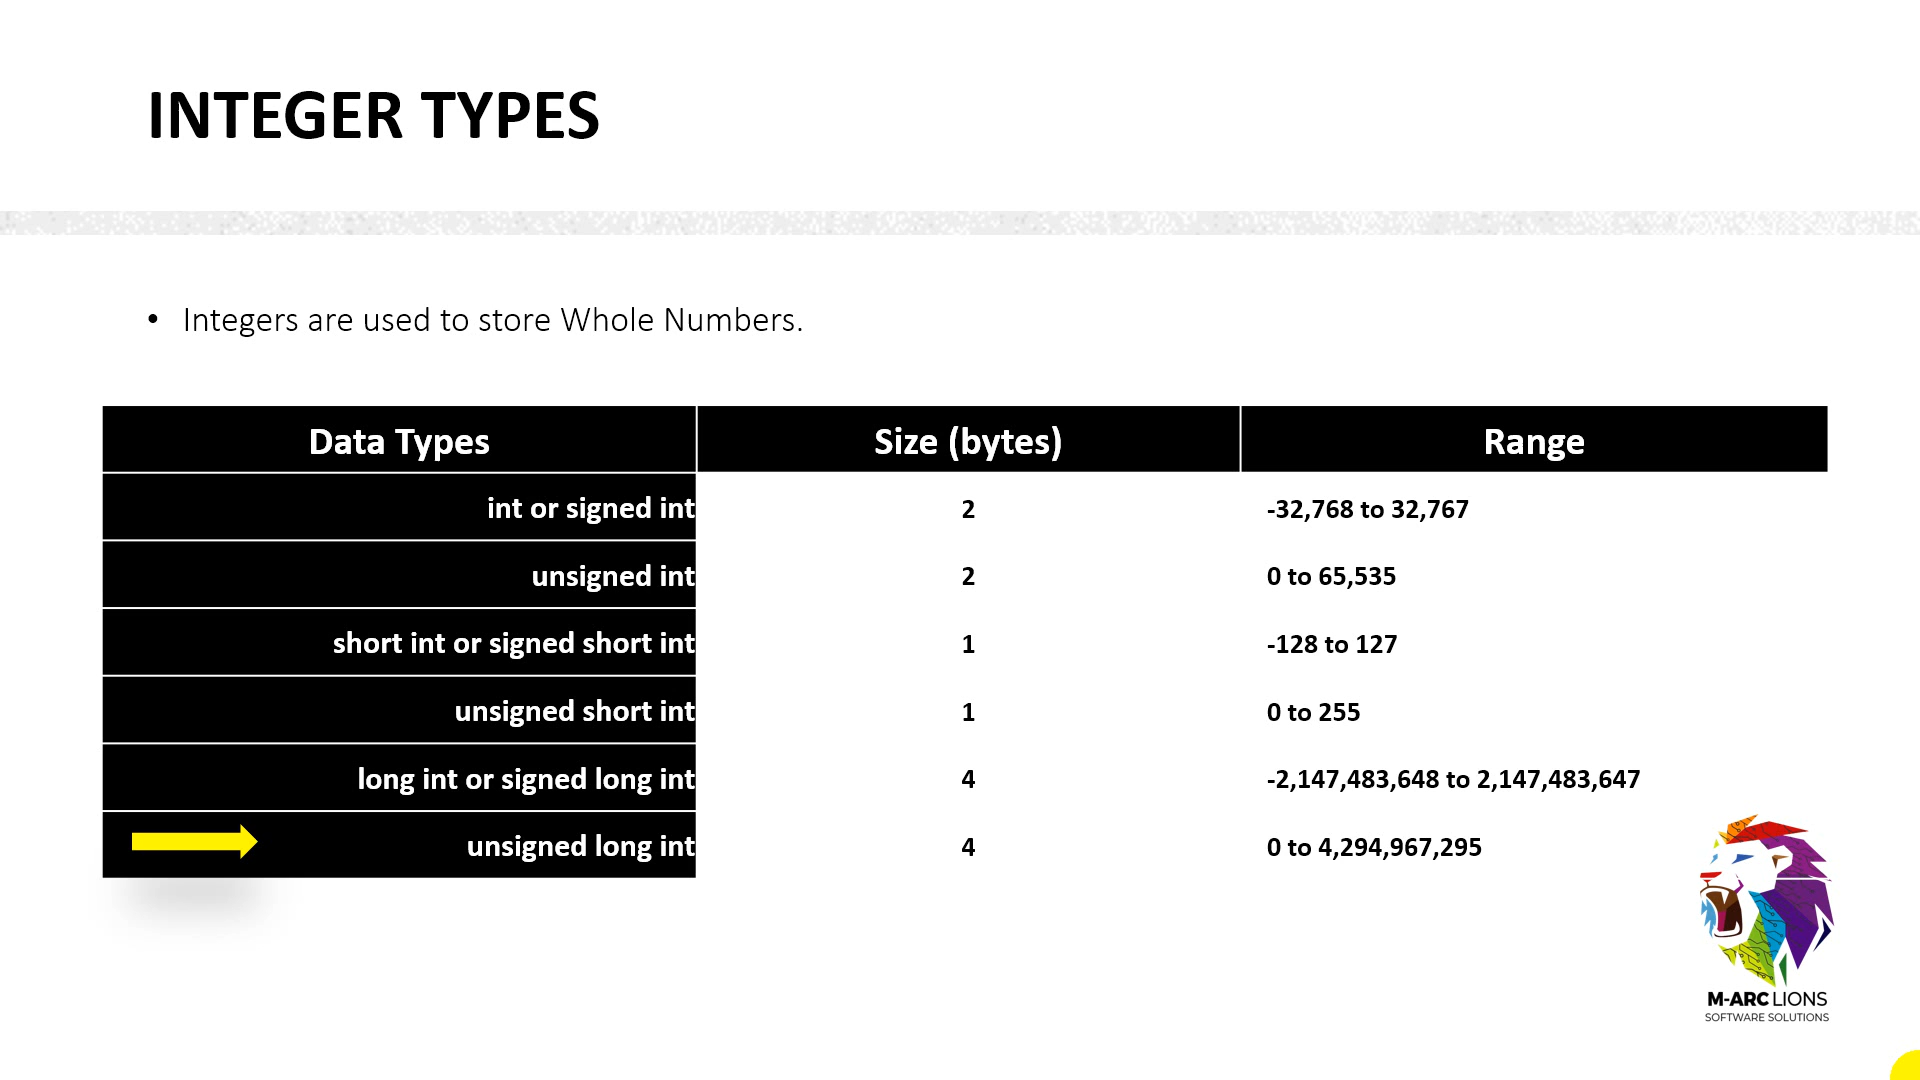 INTEGER TYPES
• Integers are used to store Whole Numbers.
Data Types Size (bytes) Range
int or signed int 2 -32,768 to 32,767
unsigned int 2 0 to 65,535
short int or signed short int 1 -128 to 127
unsigned short int 1 0 to 255
long int or signed long int 4 -2,147,483,648 to 2,147,483,647
unsigned long int 4 0 to 4,294,967,295
M-ARC LIONS
SOFTWARE SOLUTIONS